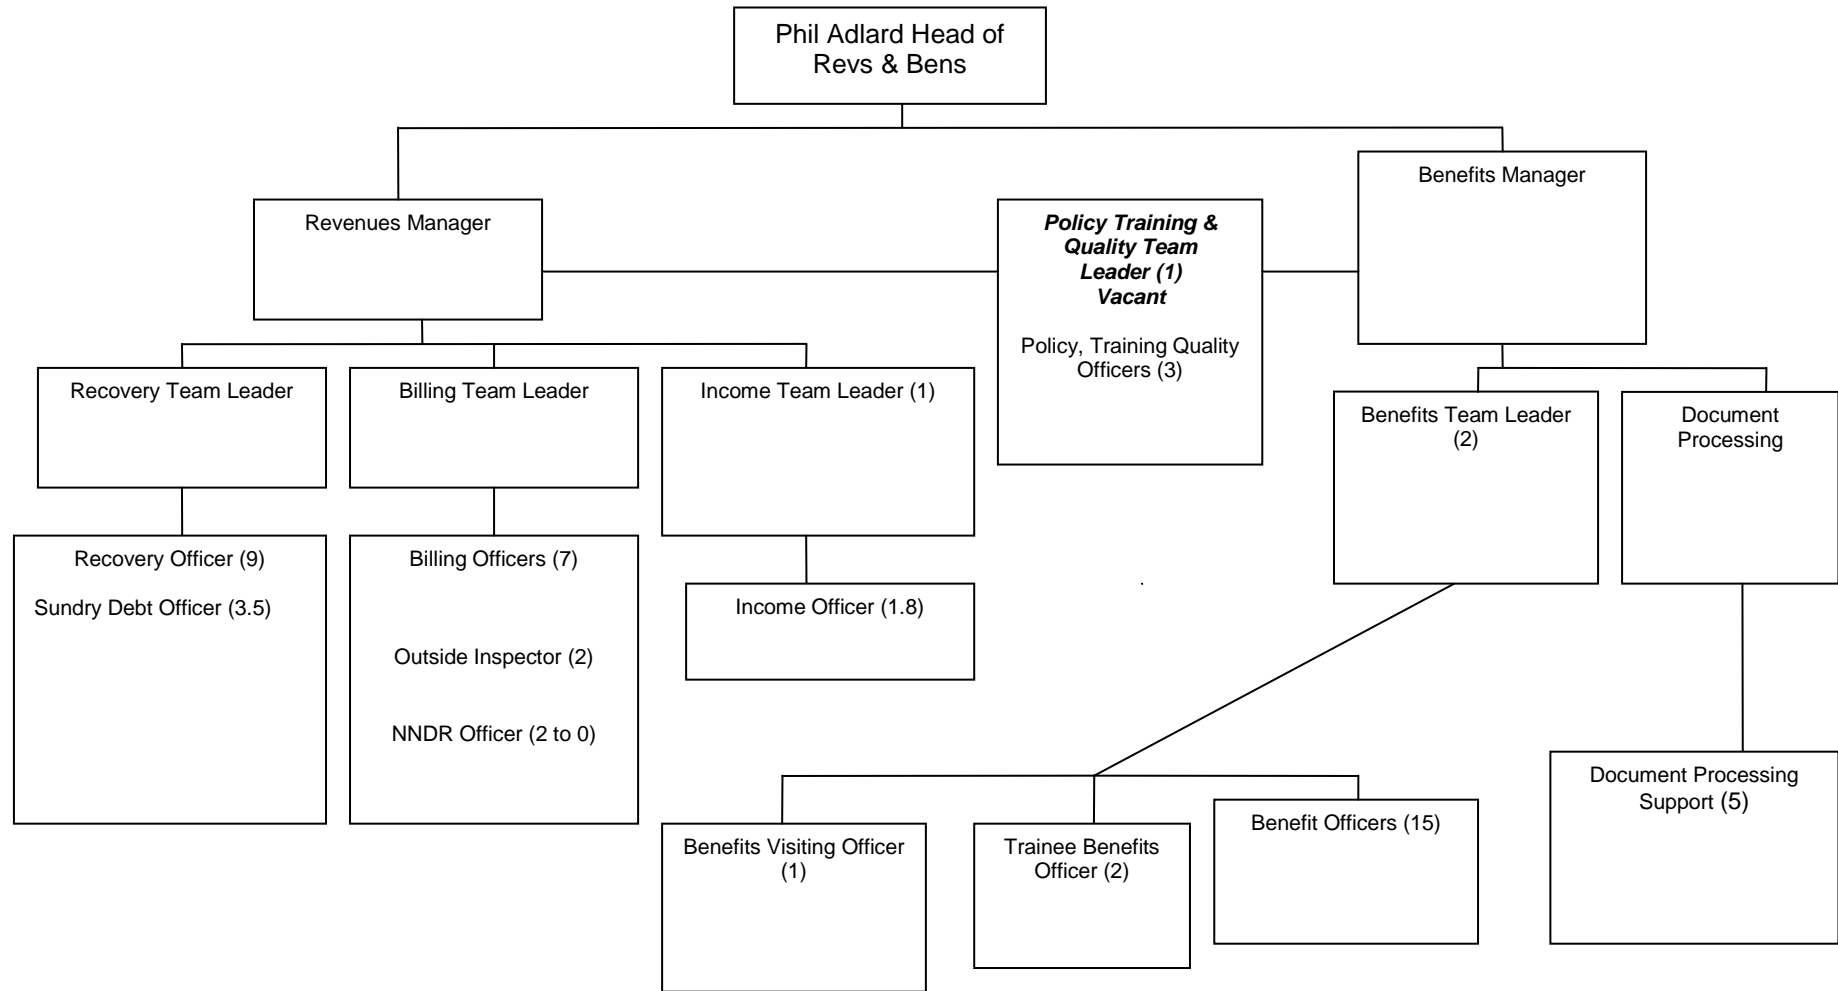 Phil Adlard Head of
Revs & Bens
Benefits Manager
Revenues Manager
Policy Training &
Quality Team
Leader (1)
Vacant
Policy, Training Quality
Officers (3)
Recovery Team Leader
Billing Team Leader
Income Team Leader (1)
Benefits Team Leader
(2)
Document
Processing
Recovery Officer (9)
Sundry Debt Officer (3.5)
Billing Officers (7)
Outside Inspector (2)
NNDR Officer (2 to 0)
Income Officer (1.8)
Benefits Visiting Officer
(1)
Trainee Benefits
Officer (2)
Benefit Officers (15)
Document Processing
Support (5)